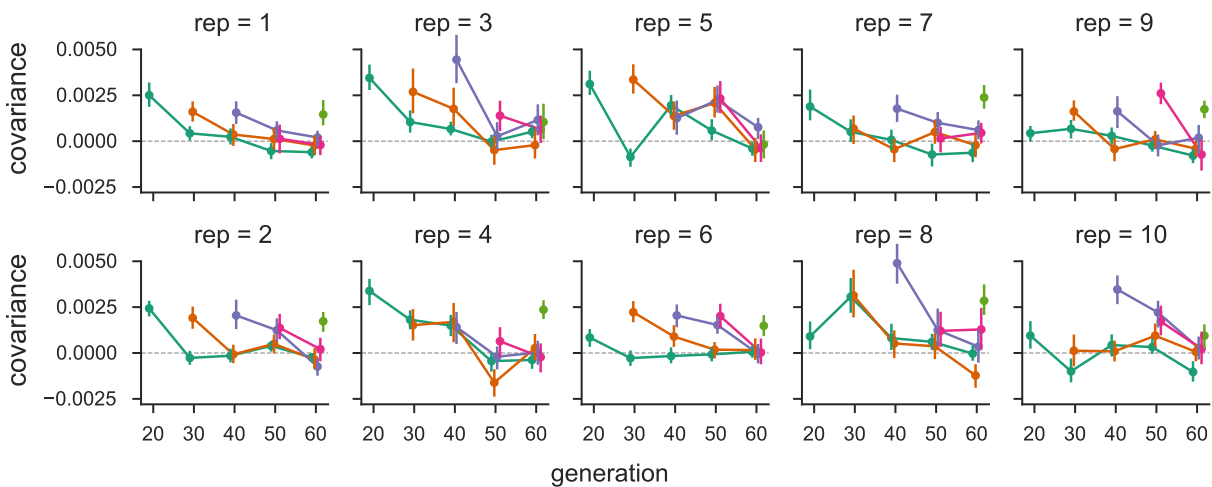 rep = 1 rep = 3 rep = 5 rep = 7 rep = 9
covariance
0.0050
0.0025
0.0000
−0.0025
rep = 2 rep = 4 rep = 6 rep = 8 rep = 10
covariance
0.0050
0.0025
0.0000
−0.0025
20 30 40 50 60 20 30 40 50 60 20 30 40 50 60 20 30 40 50 60 20 30 40 50 60
generation